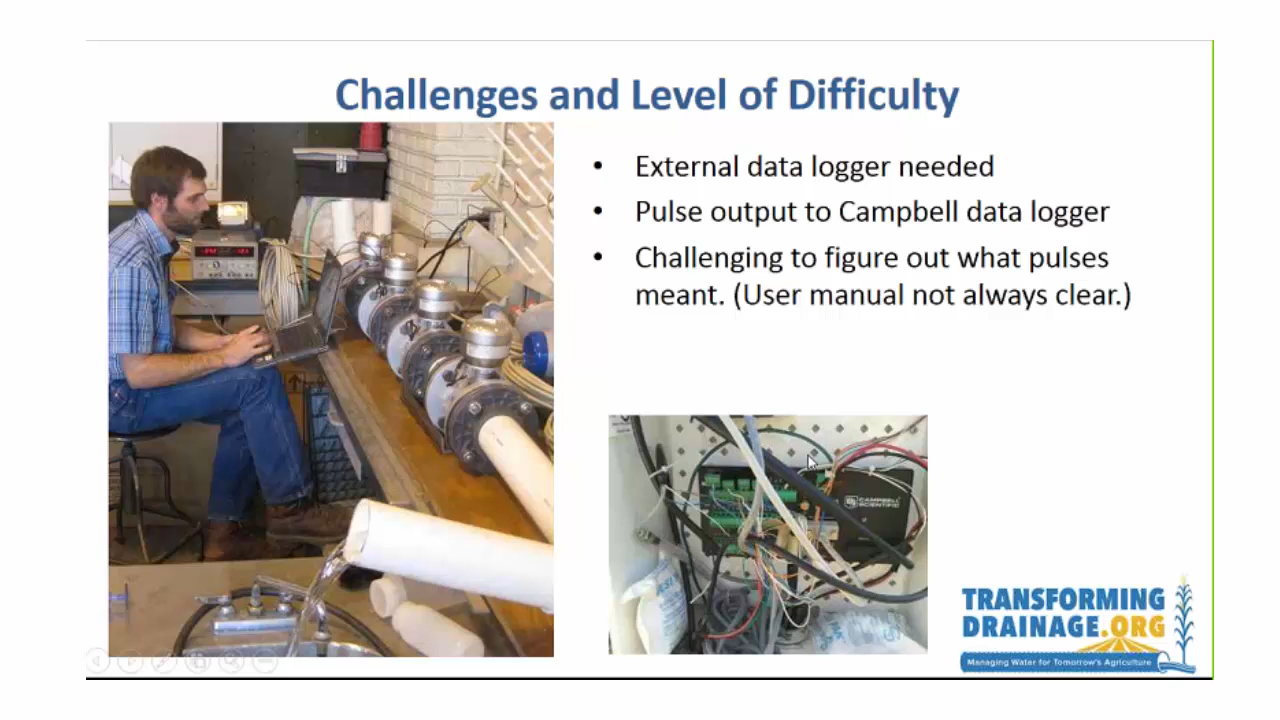 Challenges and Level of Difficulty
• External data logger needed
• Pulse output to Campbell data logger
• Challenging to figure out what pulses
meant. (User manual not always clear.)
CAMPBELL
SCIENTIFIC
TRANSFORMING
DRAINAGE.ORG
Managing Water for Tomorrow's Agriculture